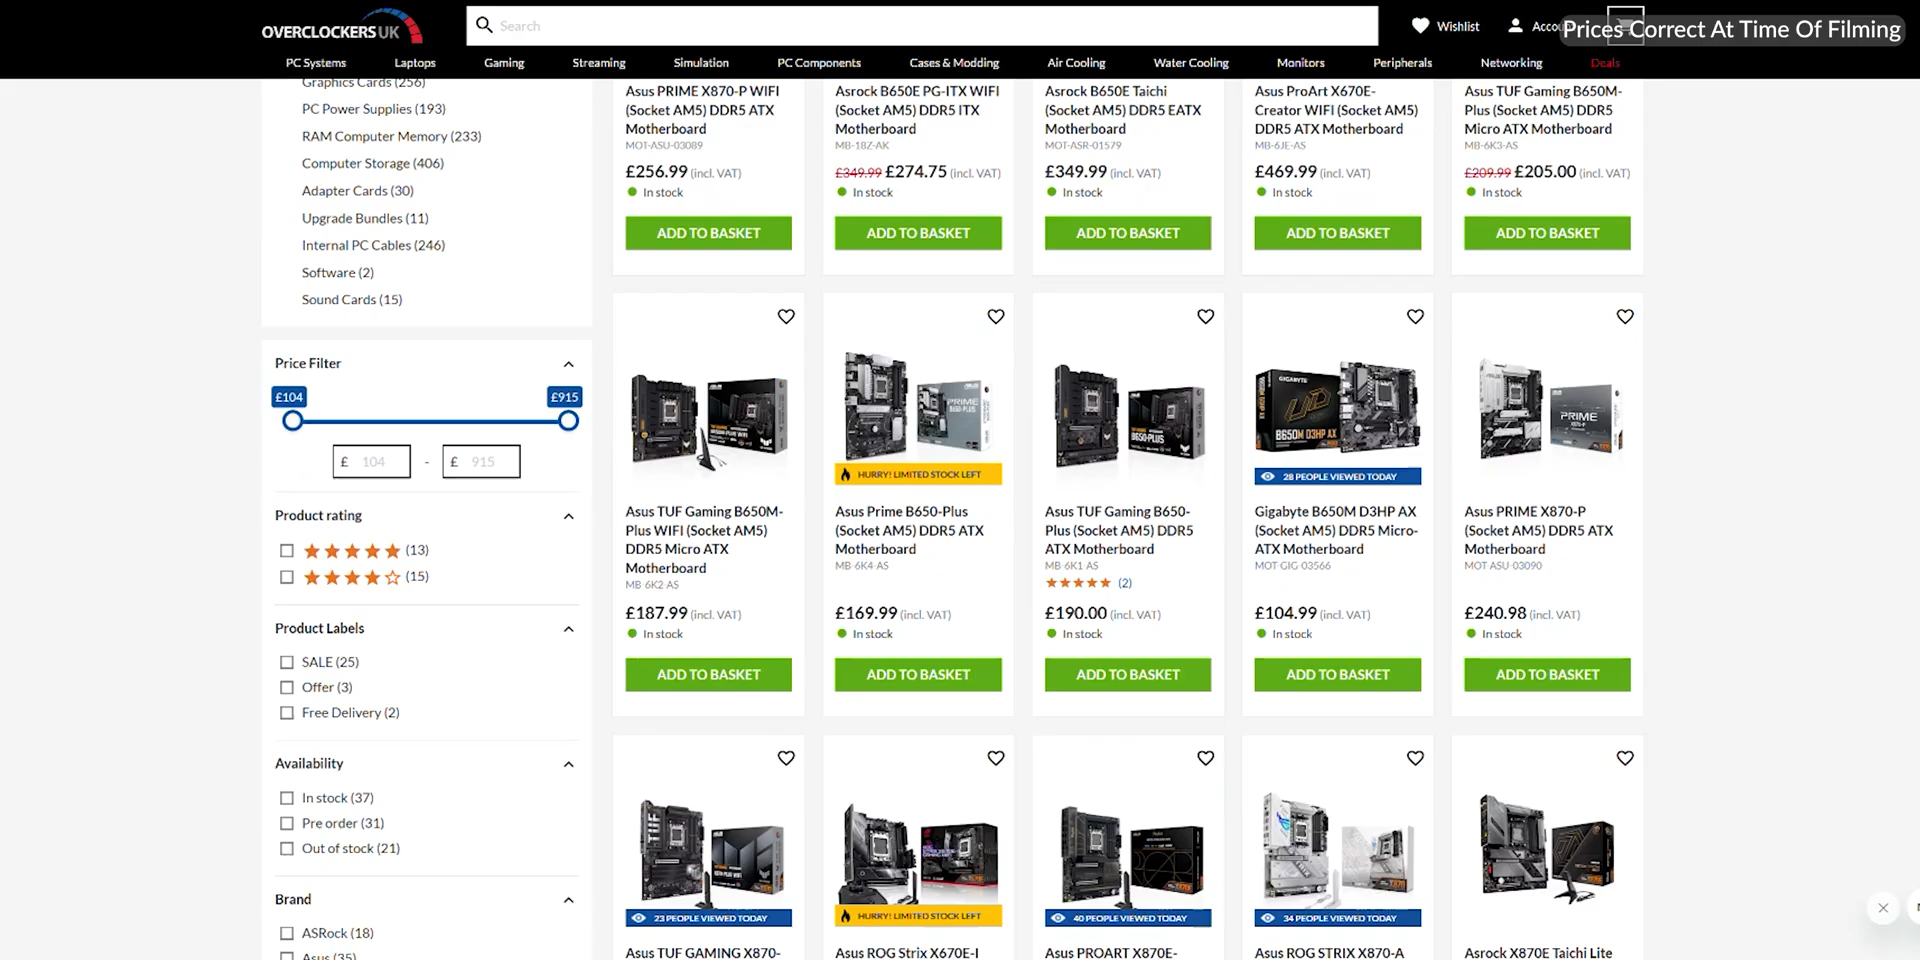 OVERCLOCKERS UK
Search
Wishlist
Prices Correct At Time Of Filming
PC Systems
Laptops
Gaming
Streaming
Simulation
PC Components
Cases & Modding
Air Cooling
Water Cooling
Monitors
Peripherals
Networking
Deals
Graphics Cards (256)
PC Power Supplies (193)
RAM Computer Memory (233)
Computer Storage (406)
Adapter Cards (30)
Upgrade Bundles (11)
Internal PC Cables (246)
Software (2)
Sound Cards (15)
Price Filter
£104
£915
£ 104 - £ 915
Product rating
(13)
(15)
Product Labels
SALE (25)
Offer (3)
Free Delivery (2)
Availability
In stock (37)
Pre order (31)
Out of stock (21)
Brand
ASRock (18)
Asus (35)
Asus PRIME X870-P WIFI
(Socket AM5) DDR5 ATX
Motherboard
MOT-ASU-03089
£256.99 (incl. VAT)
In stock
ADD TO BASKET
Asrock B650E PG-ITX WIFI
(Socket AM5) DDR5 ITX
Motherboard
MB-18Z-AK
£349.99 £274.75 (incl. VAT)
In stock
ADD TO BASKET
Asrock B650E Taichi
(Socket AM5) DDR5 EATX
Motherboard
MOT-ASR-01579
£349.99 (incl. VAT)
In stock
ADD TO BASKET
Asus ProArt X670E-
Creator WIFI (Socket AM5)
DDR5 ATX Motherboard
MB-6JE-AS
£469.99 (incl. VAT)
In stock
ADD TO BASKET
Asus TUF Gaming B650M-
Plus (Socket AM5) DDR5
Micro ATX Motherboard
MB-6K3-AS
£209.99 £205.00 (incl. VAT)
In stock
ADD TO BASKET
Asus TUF Gaming B650M-
Plus WIFI (Socket AM5)
DDR5 Micro ATX
Motherboard
MB-6K2-AS
£187.99 (incl. VAT)
In stock
ADD TO BASKET
PRIME
HURRY! LIMITED STOCK LEFT
Asus Prime B650-Plus
(Socket AM5) DDR5 ATX
Motherboard
MB-6K4-AS
£169.99 (incl. VAT)
In stock
ADD TO BASKET
B650-PLUS
Asus TUF Gaming B650-
Plus (Socket AM5) DDR5
ATX Motherboard
MB-6K1-AS
(2)
£190.00 (incl. VAT)
In stock
ADD TO BASKET
GIGABYTE
B650M D3HP AX
28 PEOPLE VIEWED TODAY
Gigabyte B650M D3HP AX
(Socket AM5) DDR5 Micro-
ATX Motherboard
MOT-GIG-03566
£104.99 (incl. VAT)
In stock
ADD TO BASKET
PRIME
Asus PRIME X870-P
(Socket AM5) DDR5 ATX
Motherboard
MOT-ASU-03090
£240.98 (incl. VAT)
In stock
ADD TO BASKET
23 PEOPLE VIEWED TODAY
Asus TUF GAMING X870-
HURRY! LIMITED STOCK LEFT
Asus ROG Strix X670E-I
40 PEOPLE VIEWED TODAY
Asus PROART X870E-
34 PEOPLE VIEWED TODAY
Asus ROG STRIX X870-A
Asrock X870E Taichi Lite